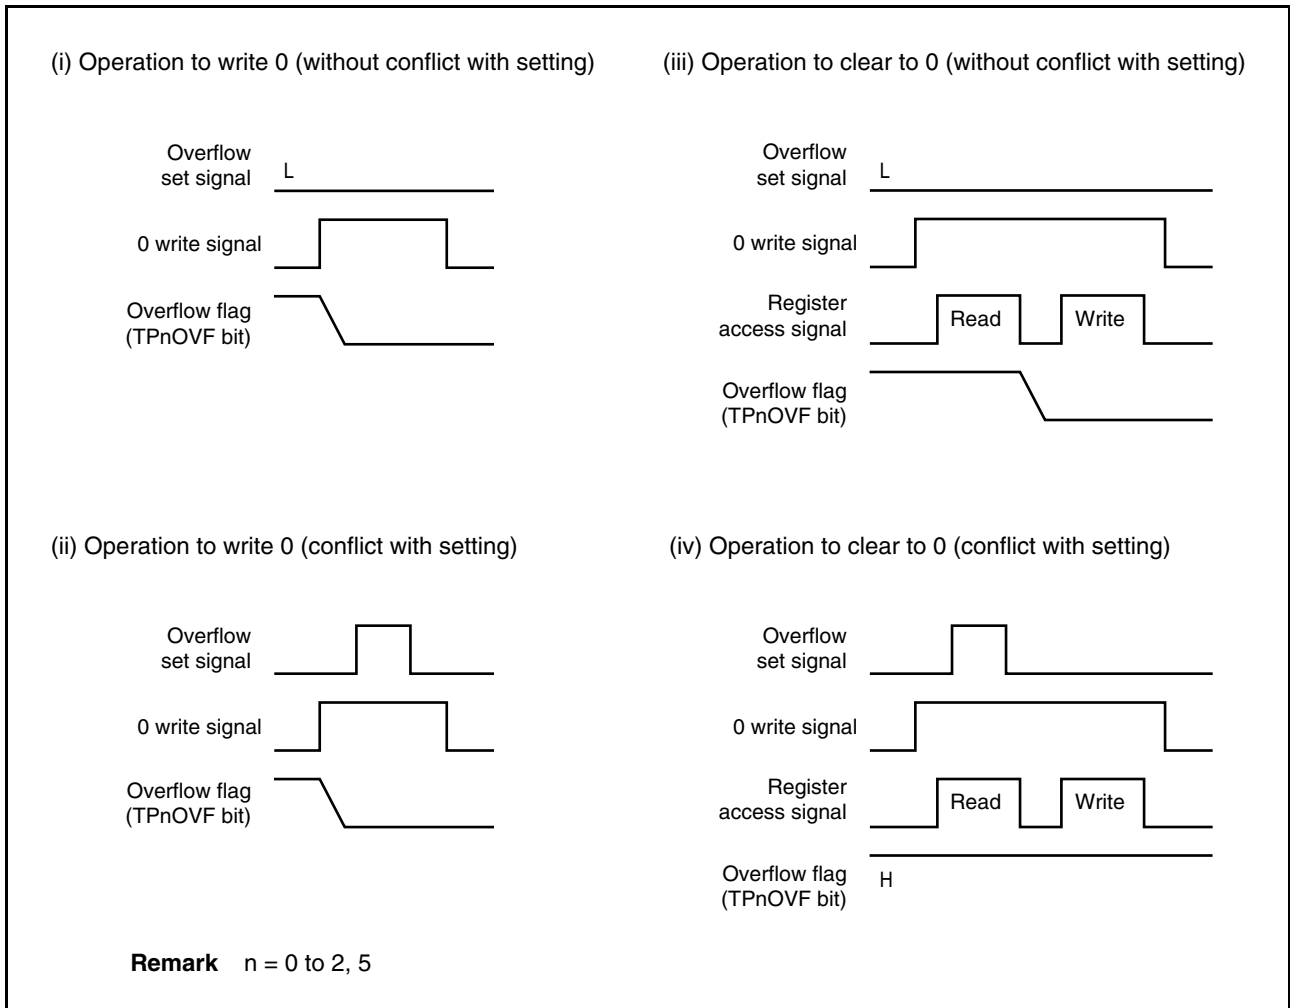 (i) Operation to write 0 (without conflict with setting)
Overflow
set signal
L
0 write signal
Overflow flag
(TPnOVF bit)
(iii) Operation to clear to 0 (without conflict with setting)
Overflow
set signal
L
0 write signal
Register
access signal
Read
Write
Overflow flag
(TPnOVF bit)
(ii) Operation to write 0 (conflict with setting)
Overflow
set signal
0 write signal
Overflow flag
(TPnOVF bit)
(iv) Operation to clear to 0 (conflict with setting)
Overflow
set signal
0 write signal
Register
access signal
Read
Write
Overflow flag
(TPnOVF bit)
H
Remark n = 0 to 2, 5